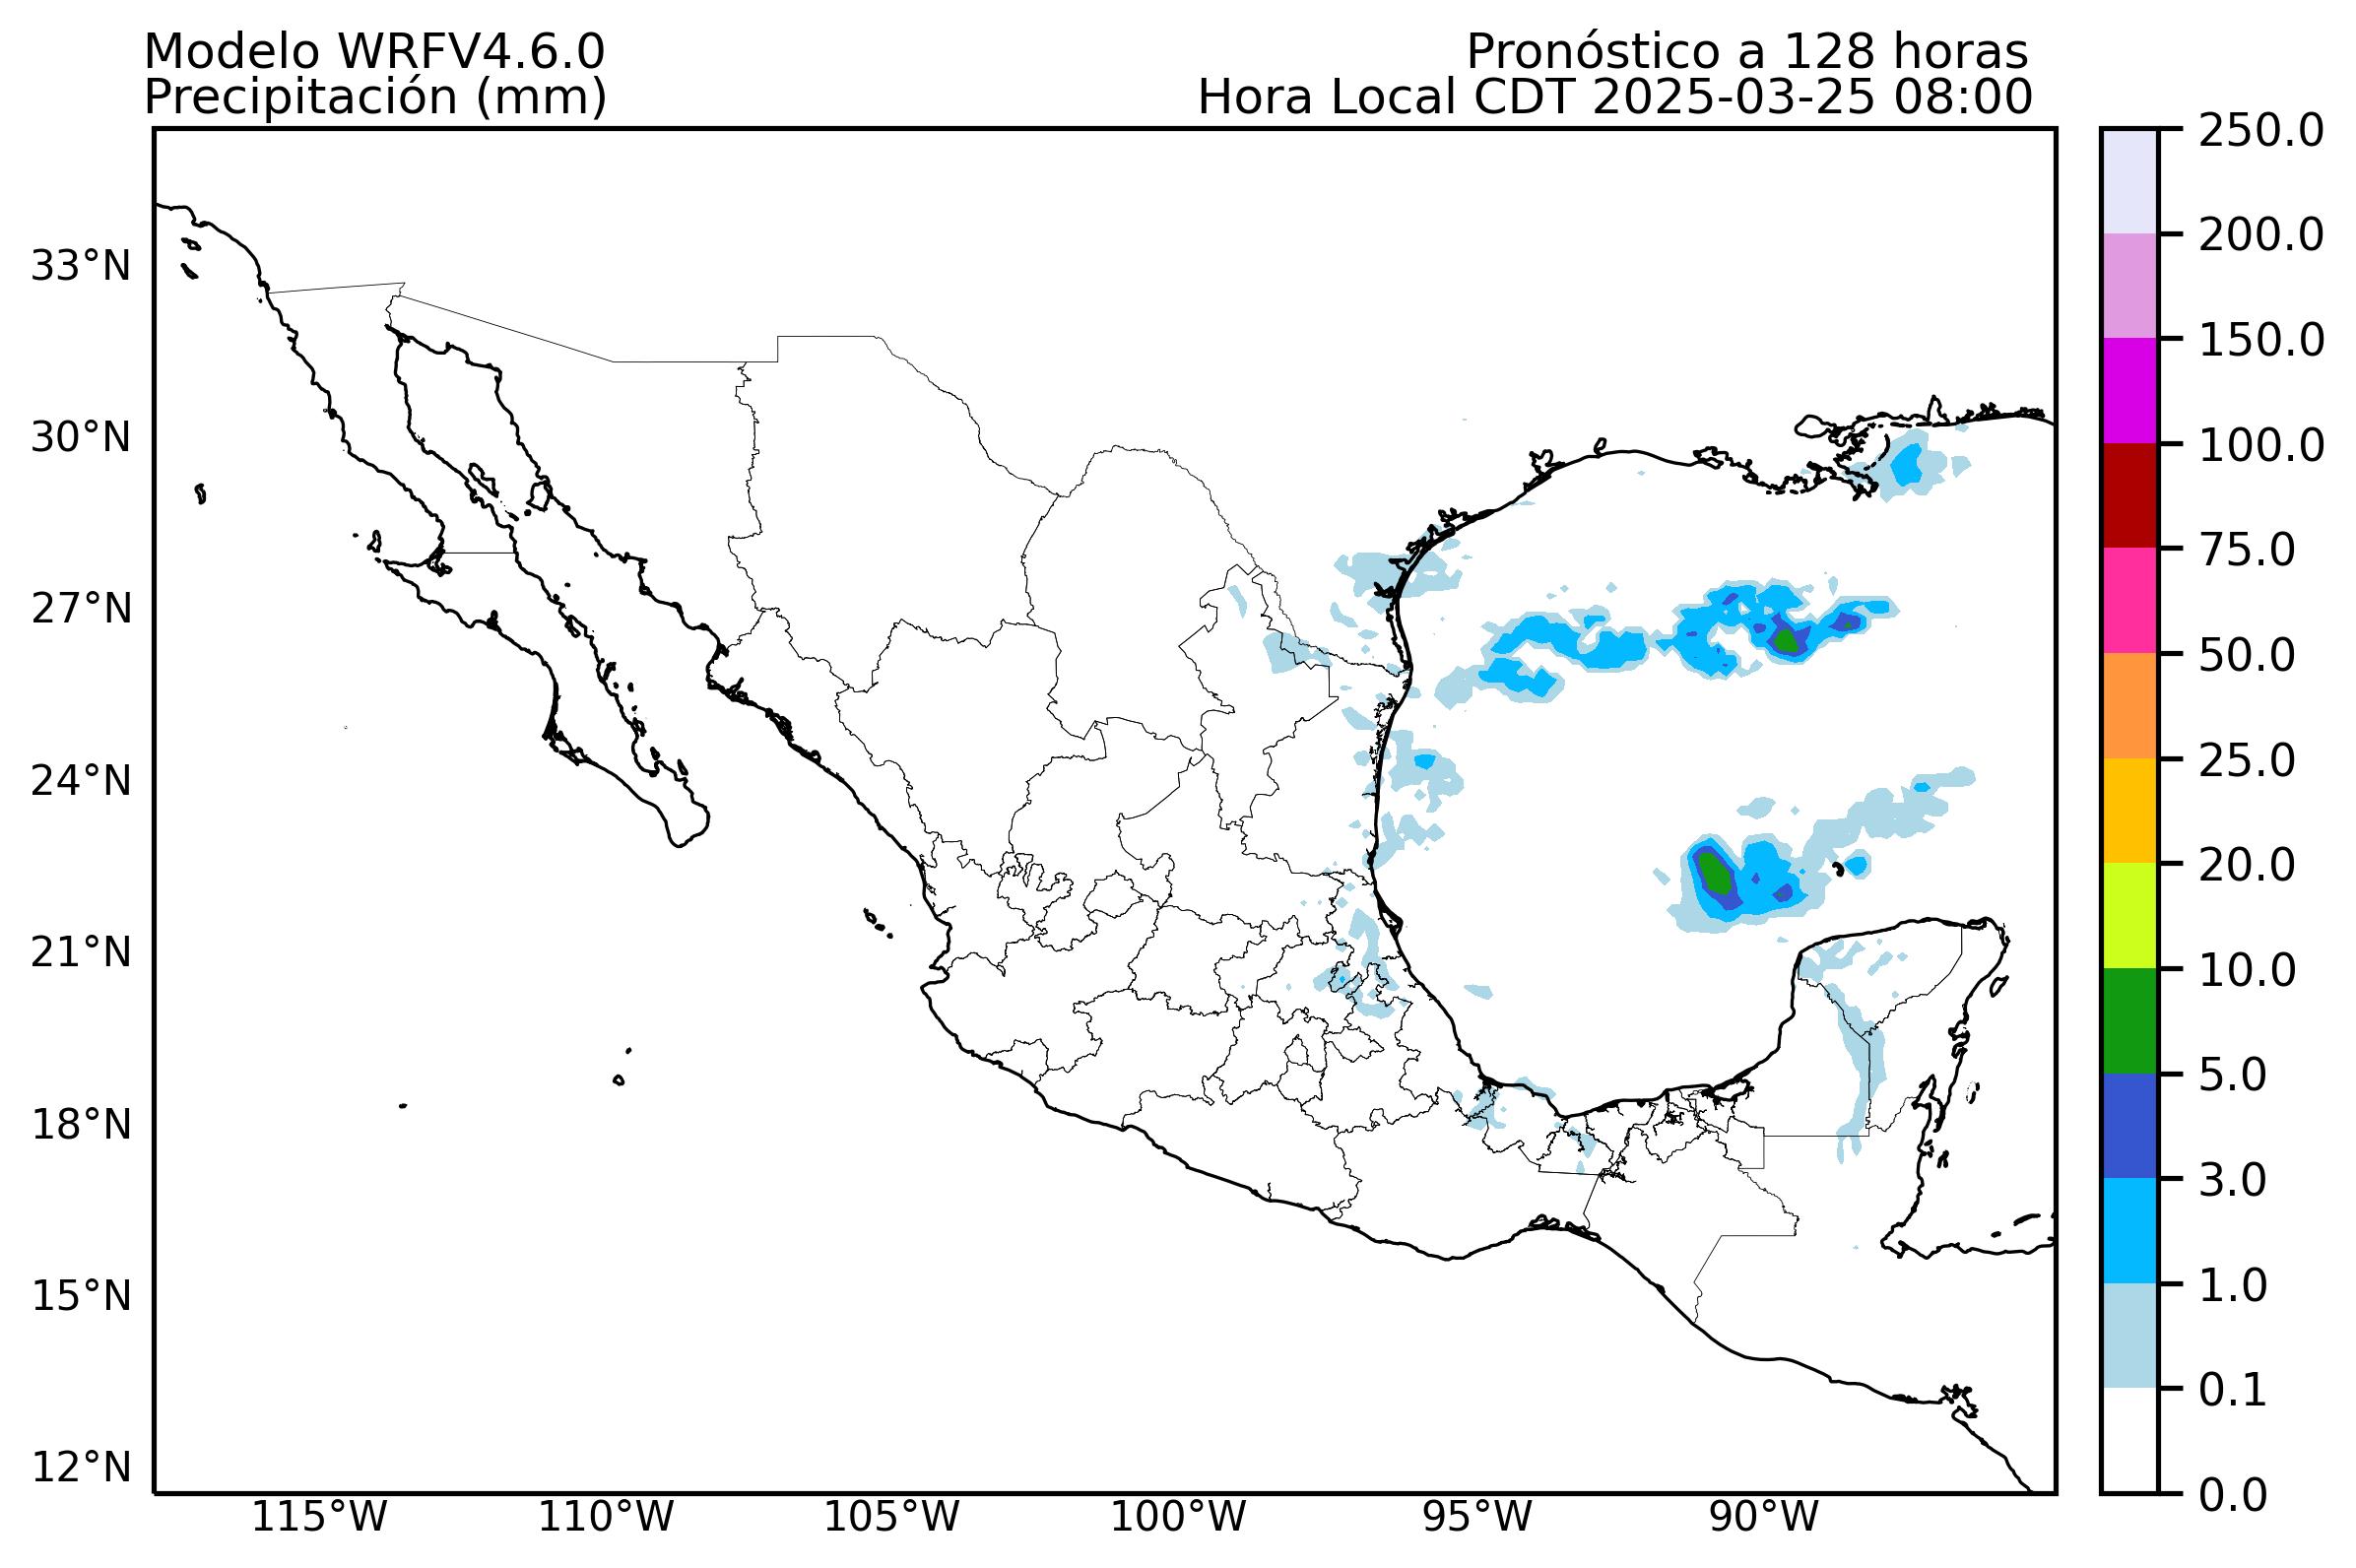 Modelo WRFV4.6.0
Precipitación (mm)
Pronóstico a 128 horas
Hora Local CDT 2025-03-25 08:00
33°N
30°N
27°N
24°N
21°N
18°N
15°N
12°N
115°W
110°W
105°W
100°W
95°W
90°W
250.0
200.0
150.0
100.0
75.0
50.0
25.0
20.0
10.0
5.0
3.0
1.0
0.1
0.0